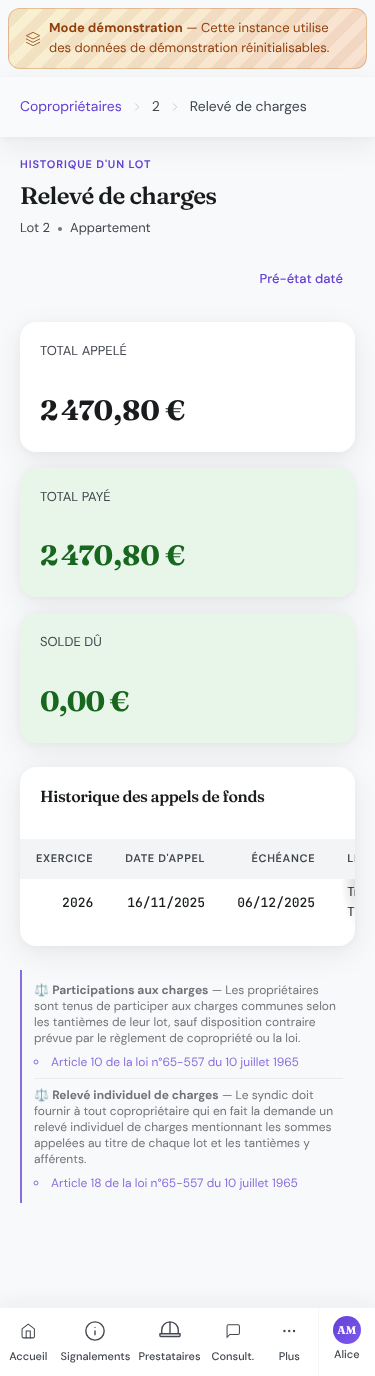 Mode démonstration — Cette instance utilise
des données de démonstration réinitialisables.
Copropriétaires
2
Relevé de charges
HISTORIQUE D'UN LOT
Relevé de charges
Lot 2 • Appartement
Pré-état daté
TOTAL APPELÉ
2 470,80 €
TOTAL PAYÉ
2 470,80 €
SOLDE DÛ
0,00 €
Historique des appels de fonds
EXERCICE DATE D'APPEL ÉCHÉANCE
2026 16/11/2025 06/12/2025
⚖️ Participations aux charges — Les propriétaires
sont tenus de participer aux charges communes selon
les tantièmes de leur lot, sauf disposition contraire
prévue par le règlement de copropriété ou la loi.
Article 10 de la loi n°65-557 du 10 juillet 1965
⚖️ Relevé individuel de charges — Le syndic doit
fournir à tout copropriétaire qui en fait la demande un
relevé individuel de charges mentionnant les sommes
appelées au titre de chaque lot et les tantièmes y
afférents.
Article 18 de la loi n°65-557 du 10 juillet 1965
AM
Accueil Signalements Prestataires Consult. Plus Alice